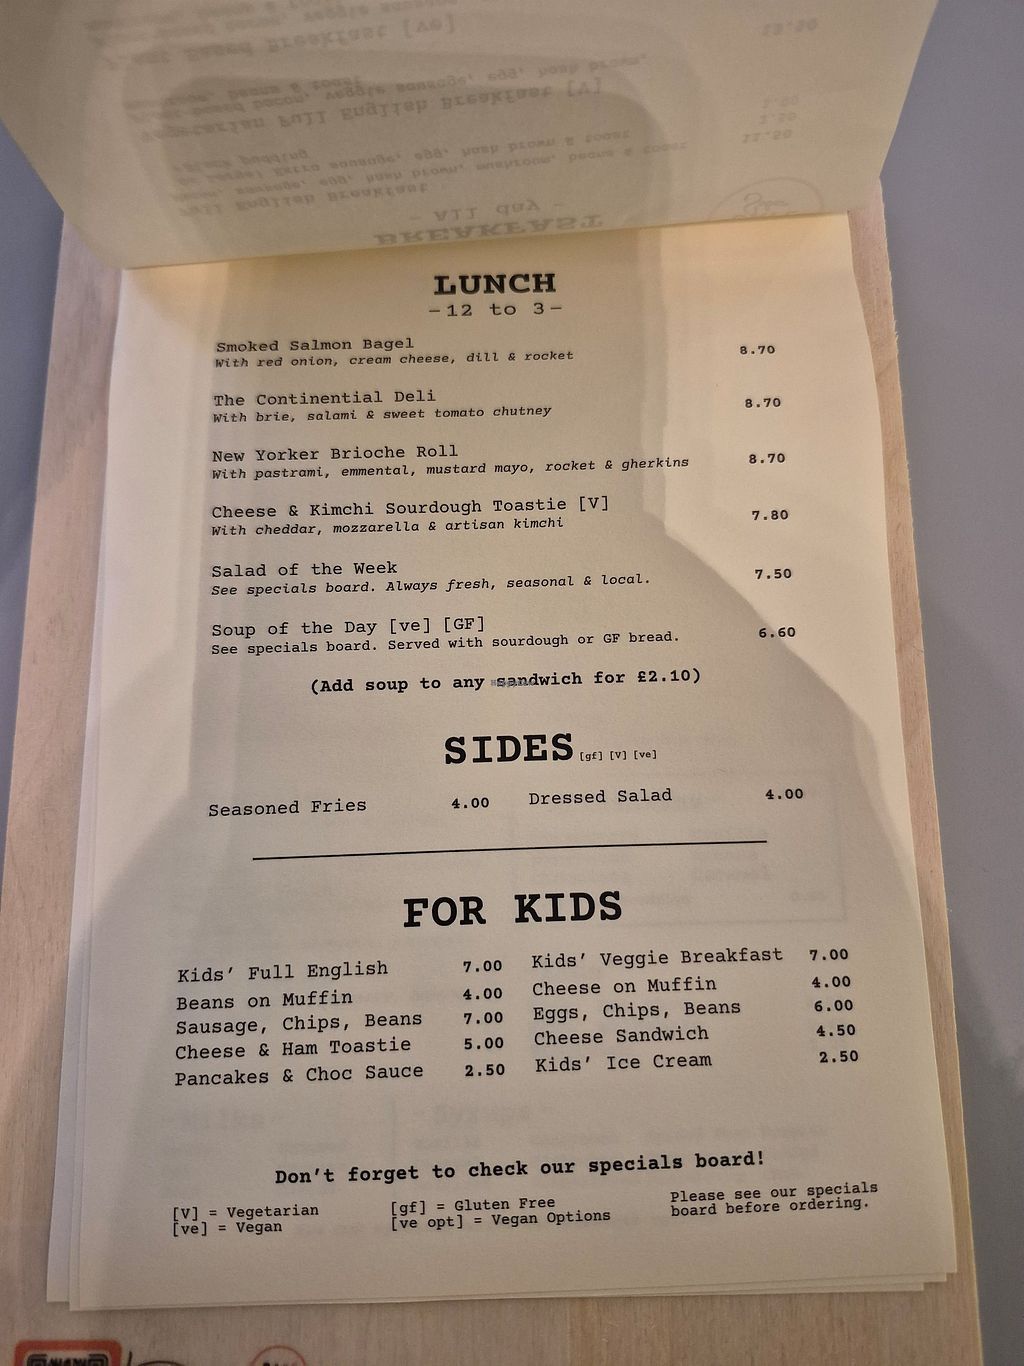 LUNCH
-12 to 3-
Smoked Salmon Bagel 8.70
With red onion, cream cheese, dill & rocket
The Continential Deli 8.70
With brie, salami & sweet tomato chutney
New Yorker Brioche Roll 8.70
With pastrami, emmental, mustard mayo, rocket & gherkins
Cheese & Kimchi Sourdough Toastie [V] 7.80
With cheddar, mozzarella & artisan kimchi
Salad of the Week 7.50
See specials board. Always fresh, seasonal & local.
Soup of the Day [ve] [GF] 6.60
See specials board. Served with sourdough or GF bread.
(Add soup to any sandwich for £2.10)
SIDES [gf] [V] [ve]
Seasoned Fries 4.00 Dressed Salad 4.00
FOR KIDS
Kids' Full English 7.00 Kids' Veggie Breakfast 7.00
Beans on Muffin 4.00 Cheese on Muffin 4.00
Sausage, Chips, Beans 7.00 Eggs, Chips, Beans 6.00
Cheese & Ham Toastie 5.00 Cheese Sandwich 4.50
Pancakes & Choc Sauce 2.50 Kids' Ice Cream 2.50
Don't forget to check our specials board!
[V] = Vegetarian [gf] = Gluten Free Please see our specials
[ve] = Vegan [ve opt] = Vegan Options board before ordering.